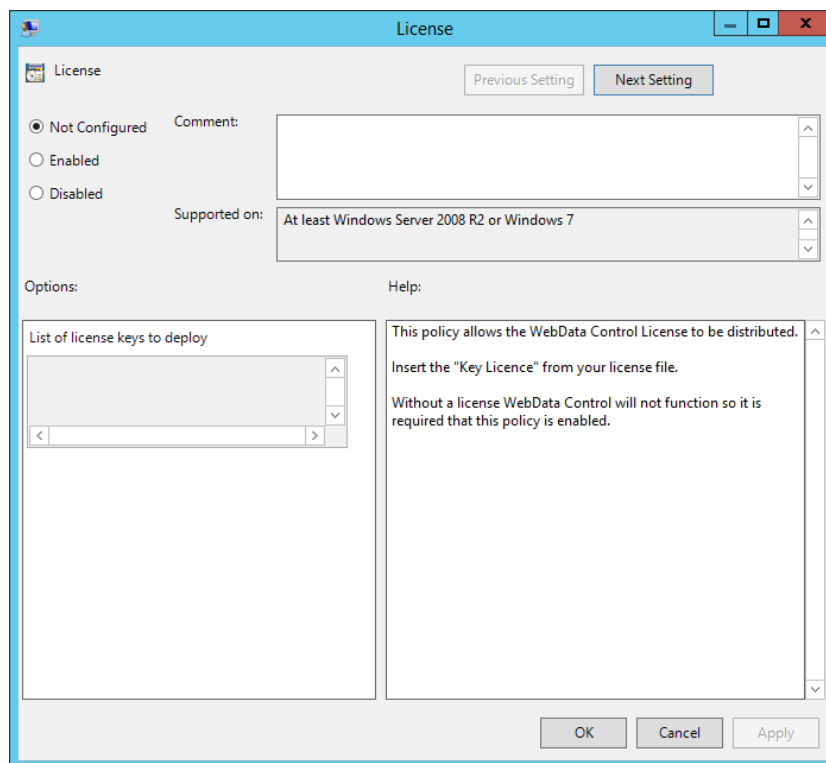 License
License
Previous Setting
Next Setting
Not Configured
Comment:
Enabled
Disabled
Supported on:
At least Windows Server 2008 R2 or Windows 7
Options:
Help:
List of license keys to deploy
This policy allows the WebData Control License to be distributed.
Insert the "Key Licence" from your license file.
Without a license WebData Control will not function so it is
required that this policy is enabled.
OK
Cancel
Apply